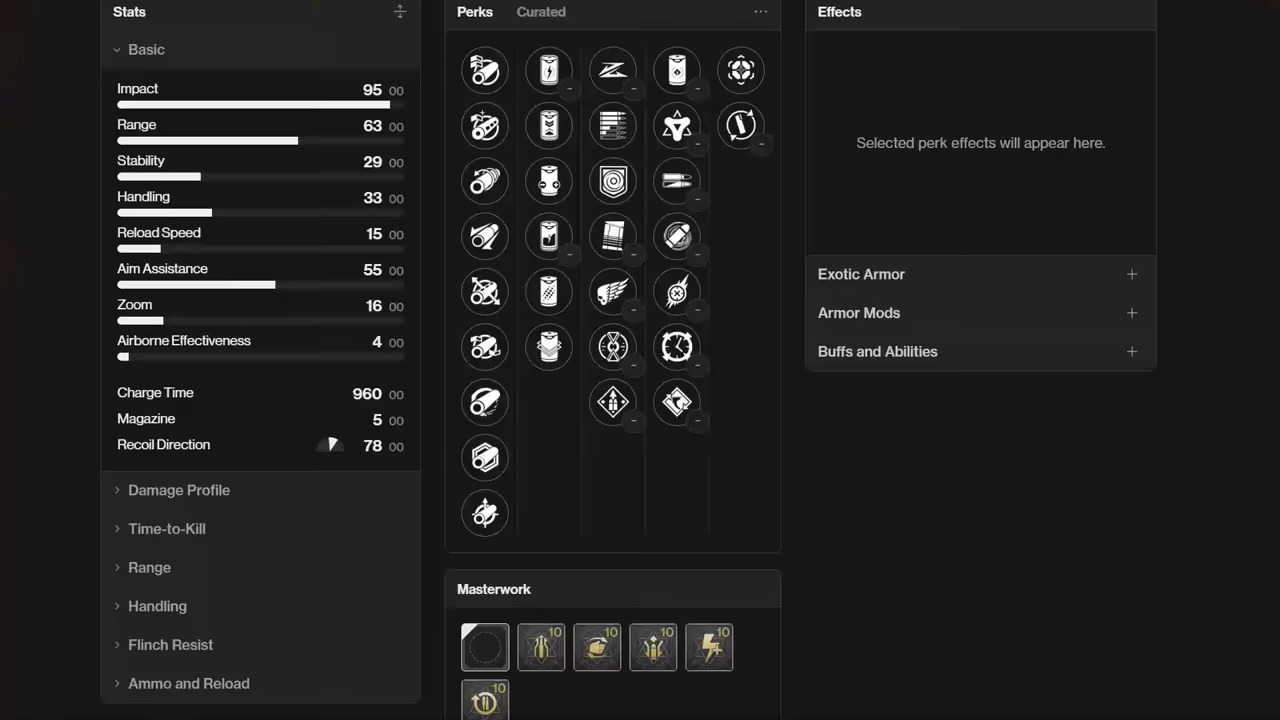 Stats
Basic
Impact 95 00
Range 63 00
Stability 29 00
Handling 33 00
Reload Speed 15 00
Aim Assistance 55 00
Zoom 16 00
Airborne Effectiveness 4 00
Charge Time 960 00
Magazine 5 00
Recoil Direction 78 00
Damage Profile
Time-to-Kill
Range
Handling
Flinch Resist
Ammo and Reload
Perks Curated
Masterwork
10 10 10 10
10
Effects
Selected perk effects will appear here.
Exotic Armor
Armor Mods
Buffs and Abilities